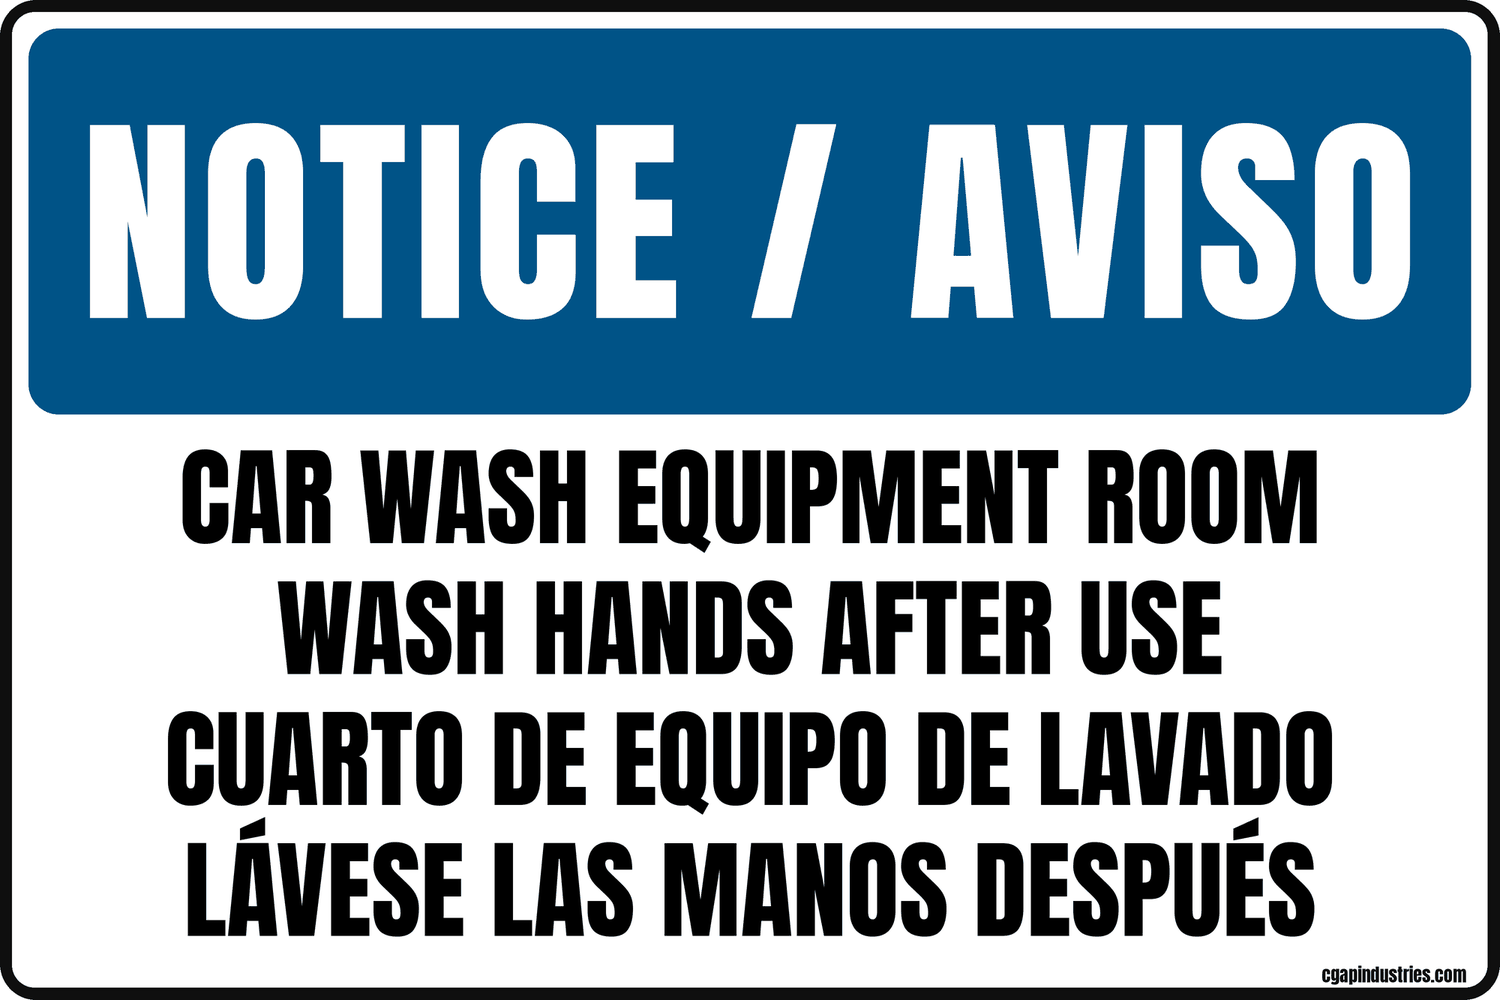 NOTICE / AVISO
CAR WASH EQUIPMENT ROOM
WASH HANDS AFTER USE
CUARTO DE EQUIPO DE LAVADO
LÁVESE LAS MANOS DESPUÉS
cgapindustries.com